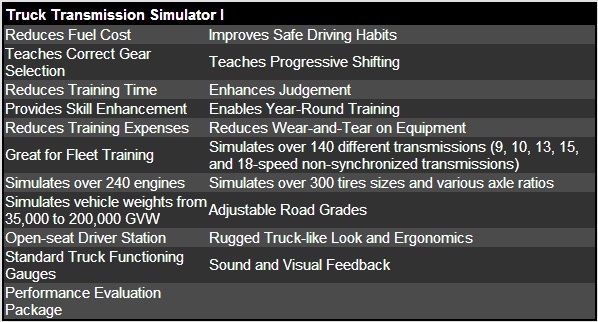 Truck Transmission Simulator I
Reduces Fuel Cost
Improves Safe Driving Habits
Teaches Correct Gear
Selection
Teaches Progressive Shifting
Reduces Training Time
Enhances Judgement
Provides Skill Enhancement
Enables Year-Round Training
Reduces Training Expenses
Reduces Wear-and-Tear on Equipment
Great for Fleet Training
Simulates over 140 different transmissions (9, 10, 13, 15,
and 18-speed non-synchronized transmissions)
Simulates over 240 engines
Simulates over 300 tires sizes and various axle ratios
Simulates vehicle weights from
35,000 to 200,000 GVW
Adjustable Road Grades
Open-seat Driver Station
Rugged Truck-like Look and Ergonomics
Standard Truck Functioning
Gauges
Sound and Visual Feedback
Performance Evaluation
Package